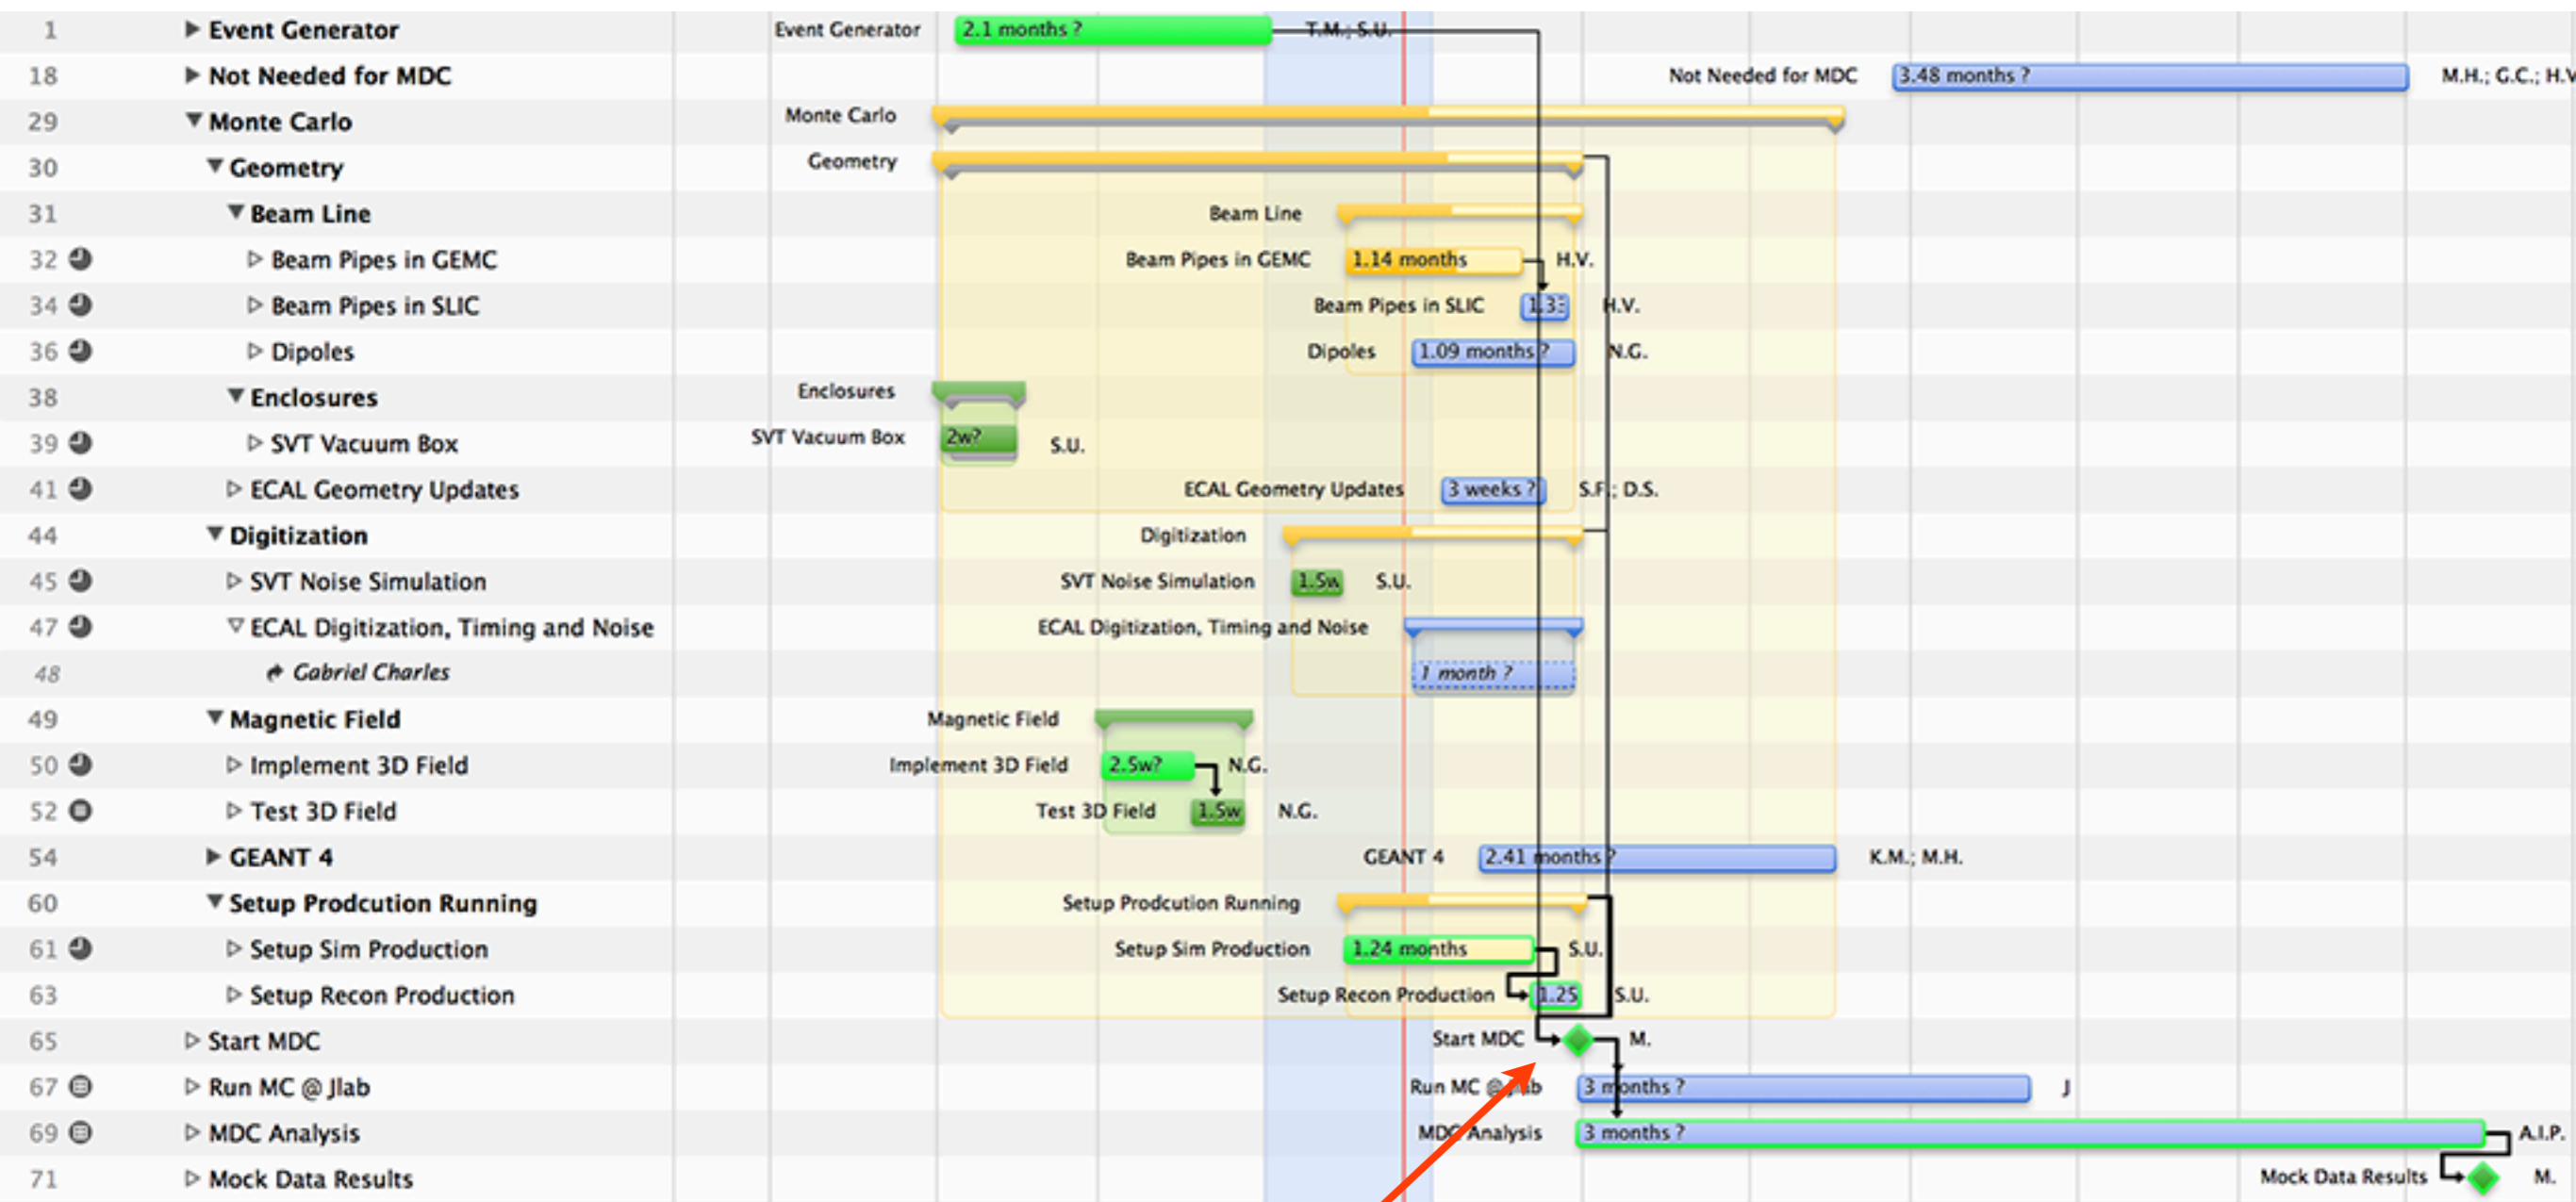 1 Event Generator Event Generator 2.1 months ? T.M.; S.U.
18 Not Needed for MDC Not Needed for MDC 3.48 months ? M.H.; G.C.;
29 Monte Carlo Monte Carlo
30 Geometry Geometry
31 Beam Line Beam Line
32 Beam Pipes in GEMC Beam Pipes in GEMC 1.14 months H.V.
34 Beam Pipes in SLIC Beam Pipes in SLIC H.V.
36 Dipoles Dipoles 1.09 months ? N.G.
38 Enclosures Enclosures
39 SVT Vacuum Box SVT Vacuum Box 2w? S.U.
41 ECAL Geometry Updates ECAL Geometry Updates 3 weeks ? S.F.; D.S.
44 Digitization Digitization
45 SVT Noise Simulation SVT Noise Simulation 1.5w S.U.
47 ECAL Digitization, Timing and Noise ECAL Digitization, Timing and Noise
48 Gabriel Charles 1 month ?
49 Magnetic Field Magnetic Field
50 Implement 3D Field Implement 3D Field 2.5w? N.G.
52 Test 3D Field Test 3D Field 1.5w N.G.
54 GEANT 4 GEANT 4 2.41 months ? K.M.; M.H.
60 Setup Prodcution Running Setup Prodcution Running
61 Setup Sim Production Setup Sim Production 1.24 months S.U.
63 Setup Recon Production Setup Recon Production 1.25 S.U.
65 Start MDC Start MDC M.
67 Run MC @ Jlab Run MC @ Jlab 3 months ? J
69 MDC Analysis MDC Analysis 3 months ? A.I.P.
71 Mock Data Results Mock Data Results M.